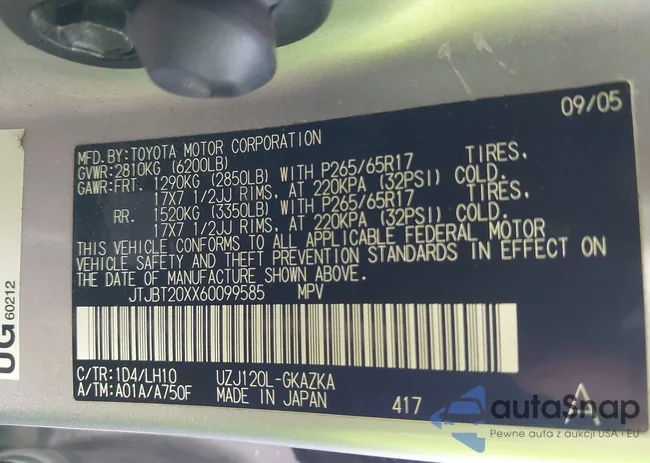 09/05
MFD.BY:TOYOTA MOTOR CORPORATION
GVWR:2810KG (6200LB)
GAWR:FRT. 1290KG (2850LB) WITH P265/65R17 TIRES,
17X7 1/2JJ RIMS, AT 220KPA (32PSI) COLD.
RR. 1520KG (3350LB) WITH P265/65R17 TIRES,
17X7 1/2JJ RIMS, AT 220KPA (32PSI) COLD.
THIS VEHICLE CONFORMS TO ALL APPLICABLE FEDERAL MOTOR
VEHICLE SAFETY AND THEFT PREVENTION STANDARDS IN EFFECT ON
THE DATE OF MANUFACTURE SHOWN ABOVE.
JTJBT20XX60099585 MPV
C/TR:1D4/LH10 UZJ120L-GKAZKA
A/TM:A01A/A750F MADE IN JAPAN 417 A
UG
60212
autoSnap
Pewne auta z aukcji USA i EU